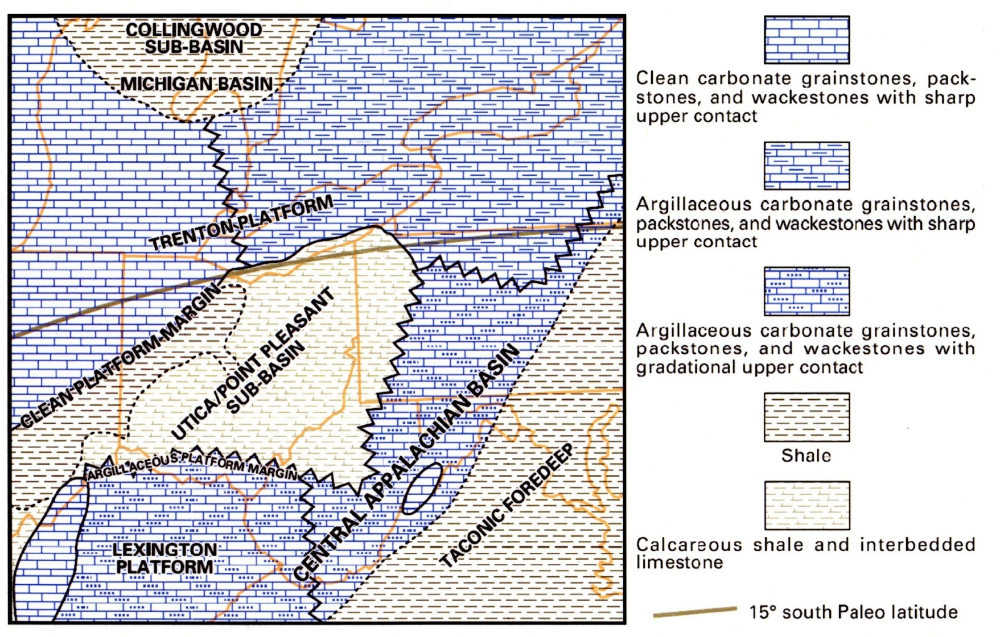 COLLINGWOOD
SUB-BASIN
MICHIGAN BASIN
TRENTON PLATFORM
CLEAN PLATFORM MARGIN
UTICA/POINT PLEASANT
SUB-BASIN
ARGILLACEOUS PLATFORM MARGIN
CENTRAL APPALACHIAN BASIN
TACONIC FOREDEEP
LEXINGTON
PLATFORM
Clean carbonate grainstones, pack-
stones, and wackestones with sharp
upper contact
Argillaceous carbonate grainstones,
packstones, and wackestones with sharp
upper contact
Argillaceous carbonate grainstones,
packstones, and wackestones with
gradational upper contact
Shale
Calcareous shale and interbedded
limestone
15° south Paleo latitude